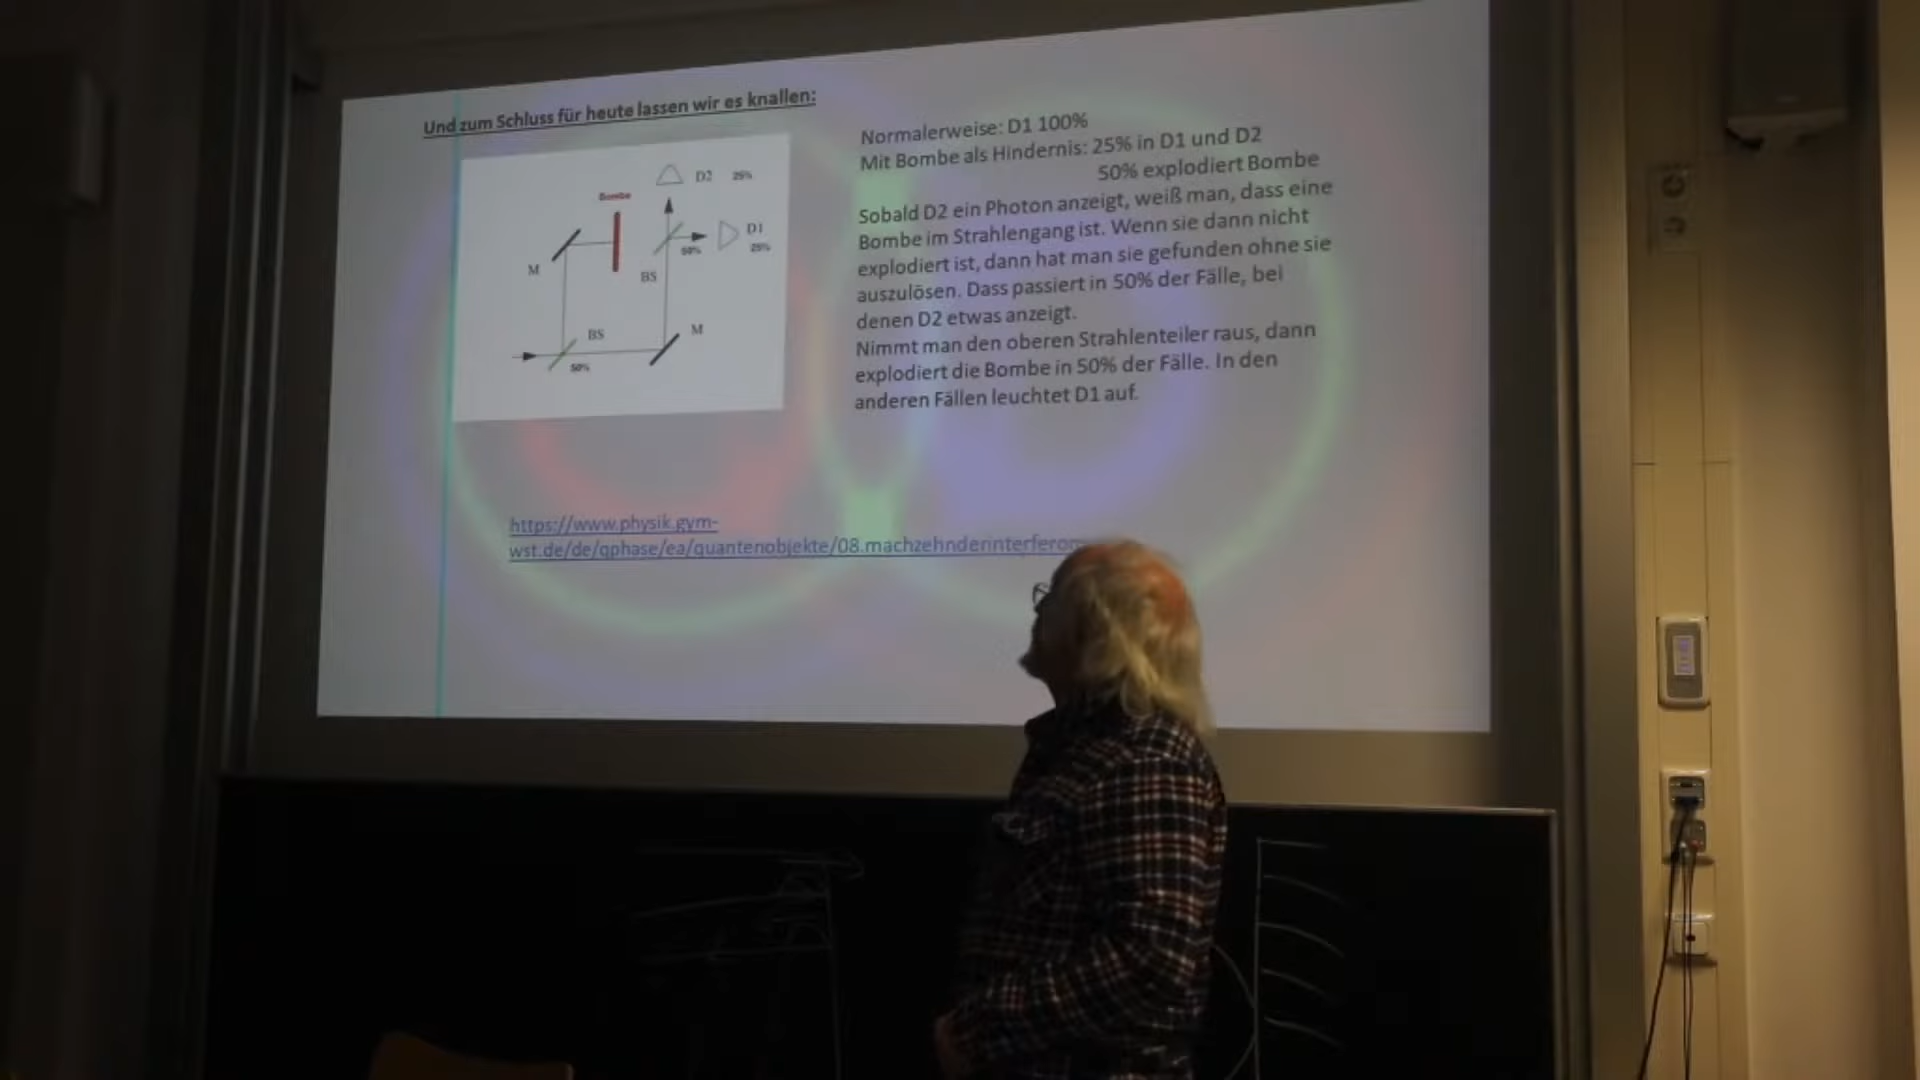 Und zum Schluss für heute lassen wir es knallen:
D2 25%
Bombe
D1
50%
25%
M
BS
M
BS
50%
Normalerweise: D1 100%
Mit Bombe als Hindernis: 25% in D1 und D2
50% explodiert Bombe
Sobald D2 ein Photon anzeigt, weiß man, dass eine
Bombe im Strahlengang ist. Wenn sie dann nicht
explodiert ist, dann hat man sie gefunden ohne sie
auszulösen. Dass passiert in 50% der Fälle, bei
denen D2 etwas anzeigt.
Nimmt man den oberen Strahlenteiler raus, dann
explodiert die Bombe in 50% der Fälle. In den
anderen Fällen leuchtet D1 auf.
https://www.physik.gym-
wst.de/de/qphase/ea/quantenobjekte/08.machzehnderinterferom